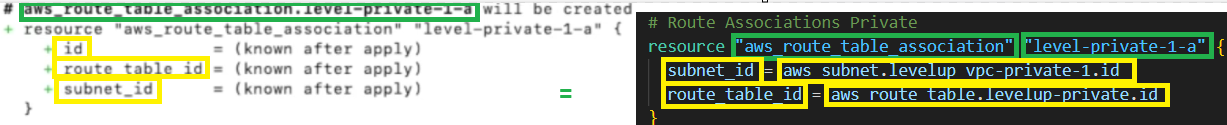 # aws_route_table_association.level-private-1-a will be created
+ resource "aws_route_table_association" "level-private-1-a" {
+ id = (known after apply)
+ route_table_id = (known after apply)
+ subnet_id = (known after apply)
}
=
# Route Associations Private
resource "aws_route_table_association" "level-private-1-a" {
subnet_id = aws_subnet.levelup_vpc-private-1.id
route_table_id = aws_route_table.levelup-private.id
}